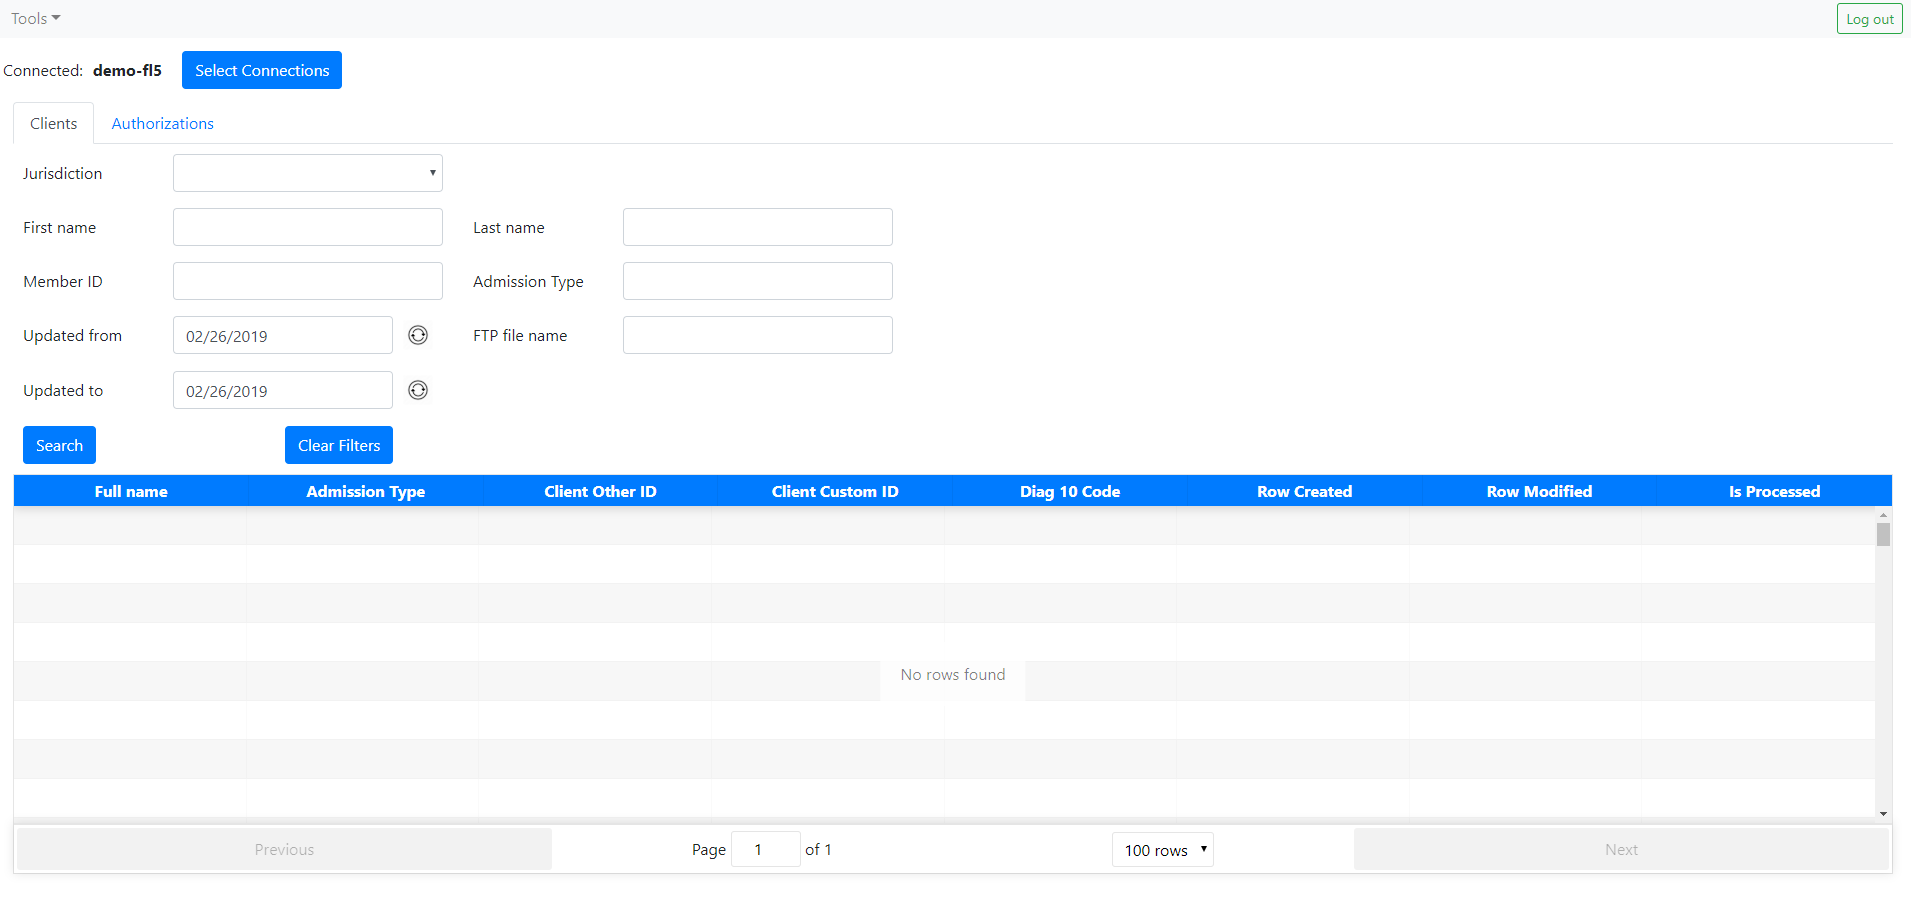 Tools
Log out
Connected: demo-fl5 Select Connections
Clients Authorizations
Jurisdiction
First name Last name
Member ID Admission Type
Updated from 02/26/2019 FTP file name
Updated to 02/26/2019
Search Clear Filters
Full name Admission Type Client Other ID Client Custom ID Diag 10 Code Row Created Row Modified Is Processed
No rows found
Previous Page 1 of 1 100 rows Next